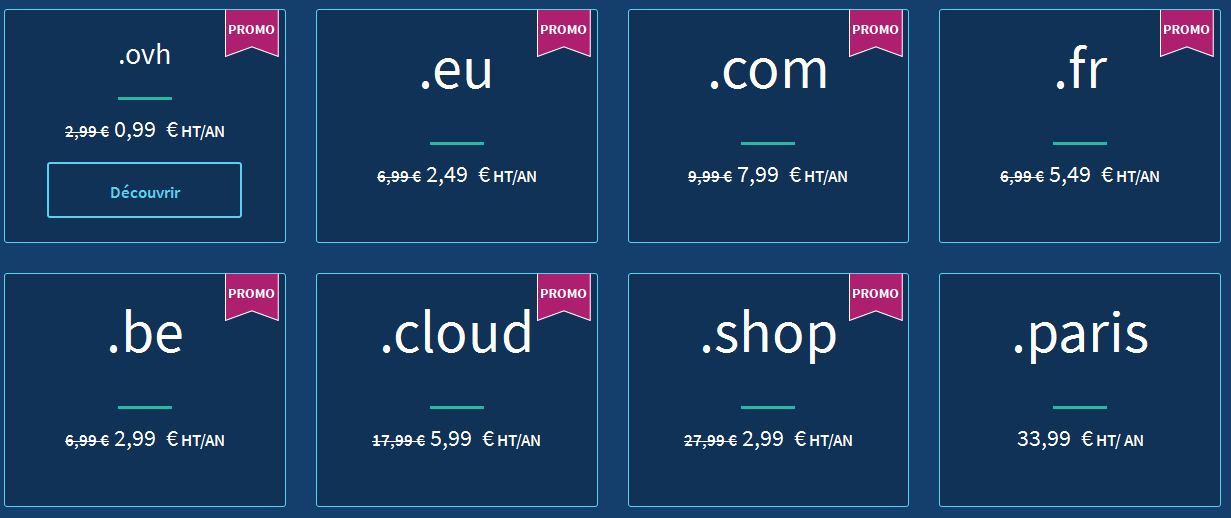 PROMO
.ovh
2,99 € 0,99 € HT/AN
Découvrir
PROMO
.eu
6,99 € 2,49 € HT/AN
PROMO
.com
9,99 € 7,99 € HT/AN
PROMO
.fr
6,99 € 5,49 € HT/AN
PROMO
.be
6,99 € 2,99 € HT/AN
PROMO
.cloud
17,99 € 5,99 € HT/AN
PROMO
.shop
27,99 € 2,99 € HT/AN
.paris
33,99 € HT/ AN